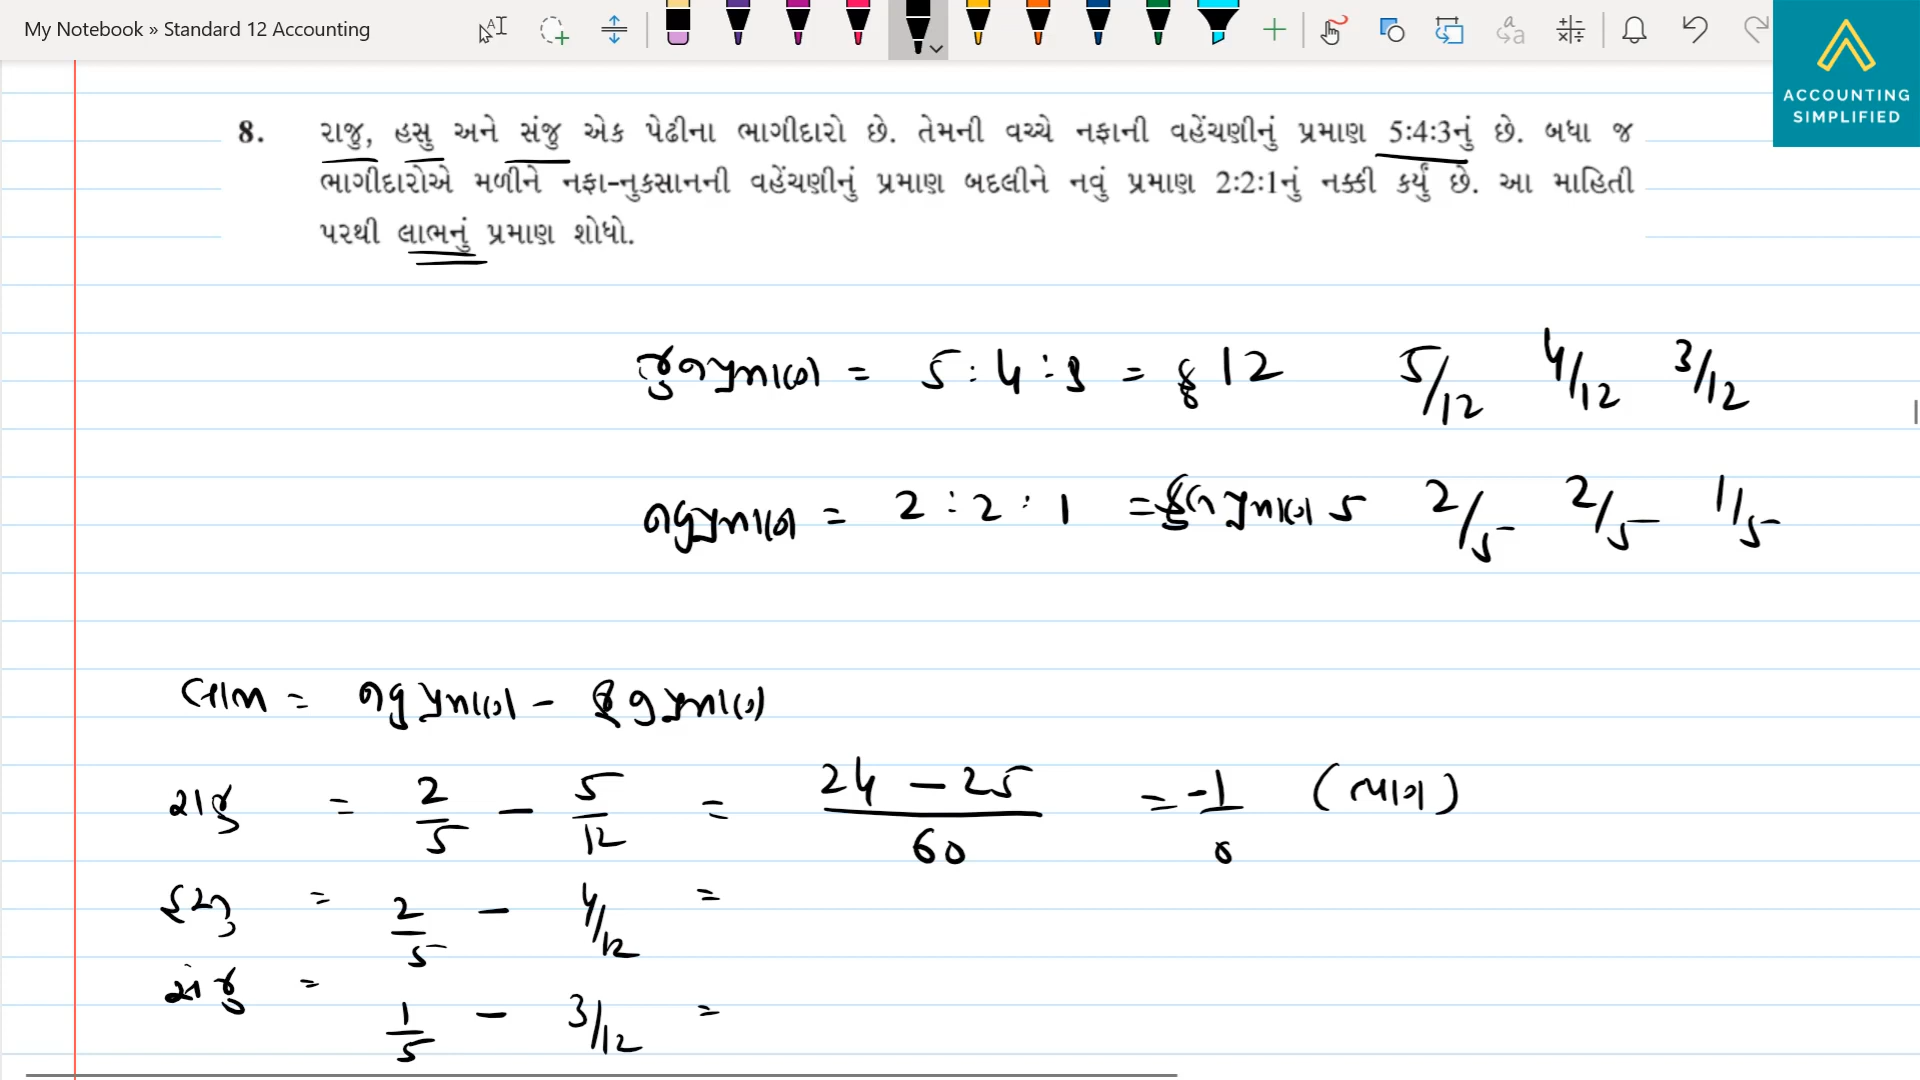 My Notebook » Standard 12 Accounting
ACCOUNTING
SIMPLIFIED
8. રાજુ, હસુ અને સંજુ એક પેઢીના ભાગીદારો છે. તેમની વચ્ચે નફાની વહેંચણીનું પ્રમાણ 5:4:3નું છે. બધા જ
ભાગીદારોએ મળીને નફા-નુકસાનની વહેંચણીનું પ્રમાણ બદલીને નવું પ્રમાણ 2:2:1નું નક્કી કર્યું છે. આ માહિતી
પરથી લાભનું પ્રમાણ શોધો.
જુનુપ્રમાણ = 5 : 4 : 3 = 12 5/12 4/12 3/12
નવુપ્રમાણ = 2 : 2 : 1 = 5 2/5 2/5 1/5
લાભ = નવુ પ્રમાણ - જુનુ પ્રમાણ
રાજુ = 2/5 - 5/12 = 24 - 25/60 = -1/6 (ત્યાગ)
હસુ = 2/5 - 4/12 =
સંજુ = 1/5 - 3/12 =